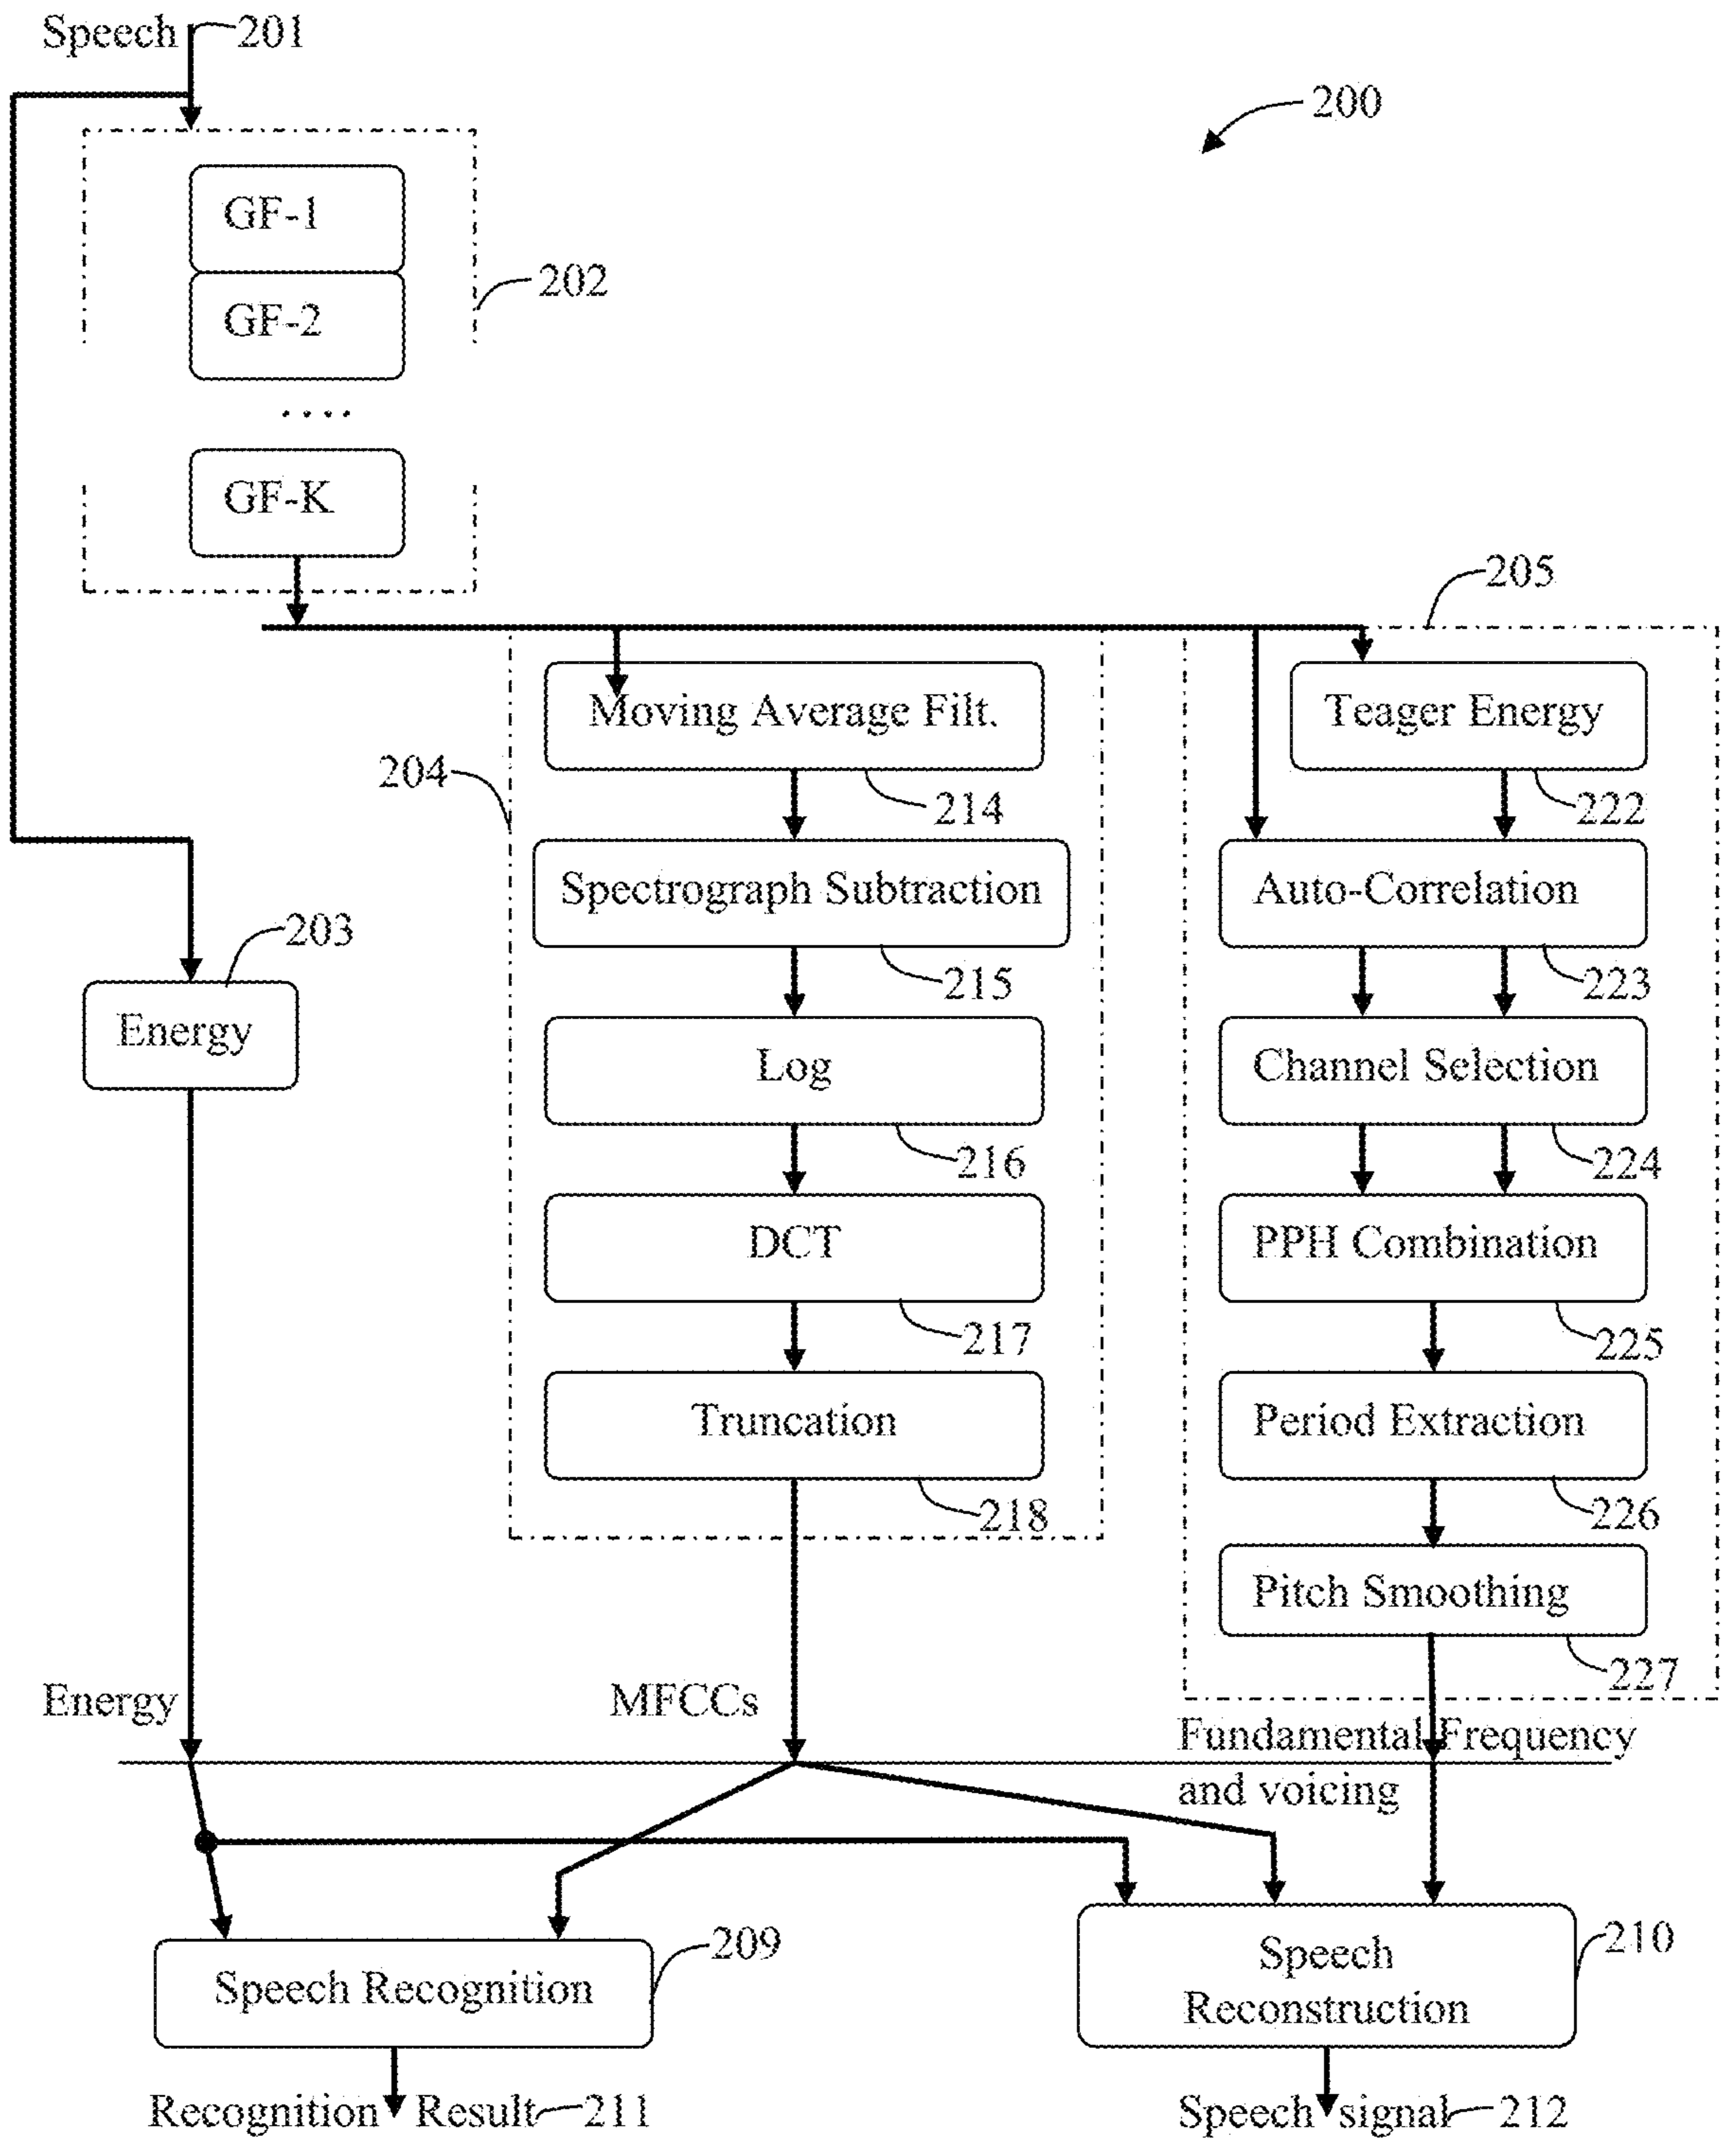 Speech 201
200
GF-1
GF-2
202
....
GF-K
205
Moving Average Filt.
Teager Energy
204
214
222
Spectrograph Subtraction
Auto-Correlation
203
215
223
Energy
Log
Channel Selection
216
224
DCT
PPH Combination
217
225
Truncation
Period Extraction
218
226
Pitch Smoothing
227
Energy
MFCCs
Fundamental Frequency
and voicing
209
210
Speech Recognition
Speech
Reconstruction
Recognition Result 211
Speech signal 212